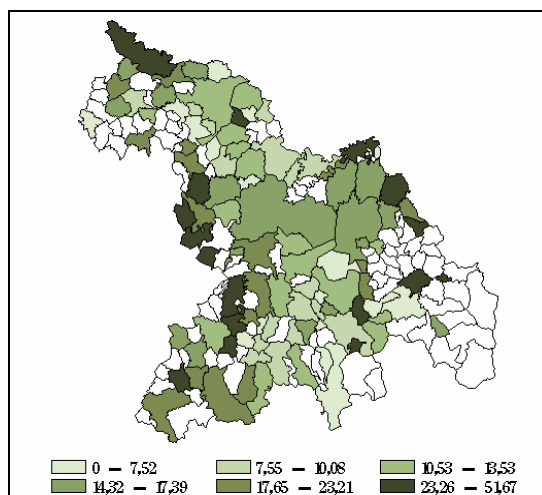 0 – 7,52 7,55 – 10,08 10,53 – 13,53
14,32 – 17,39 17,65 – 23,21 23,26 – 51,67